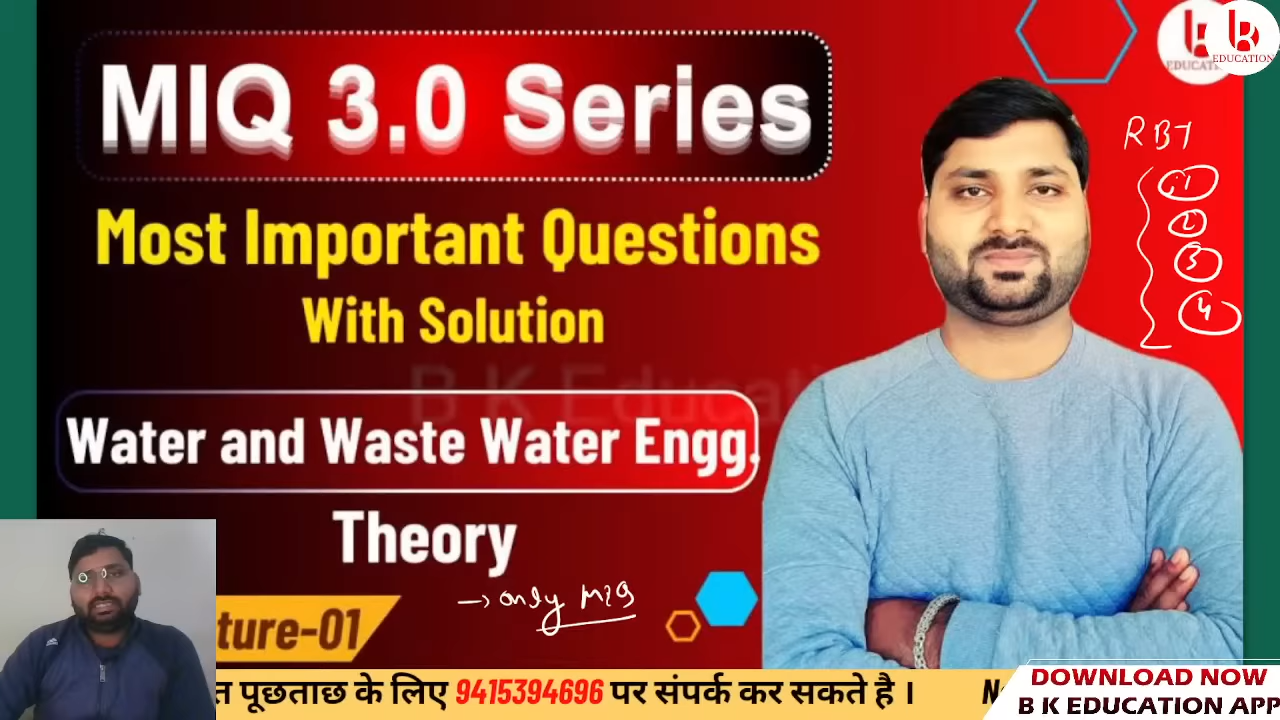 MIQ 3.0 Series
Most Important Questions
With Solution
Water and Waste Water Engg.
Theory
→ only MIQ
ture-01
पूछताछ के लिए 9415394696 पर संपर्क कर सकते है ।
DOWNLOAD NOW
B K EDUCATION APP
EDUCATION
RBT
1
2
3
4
B K Educati